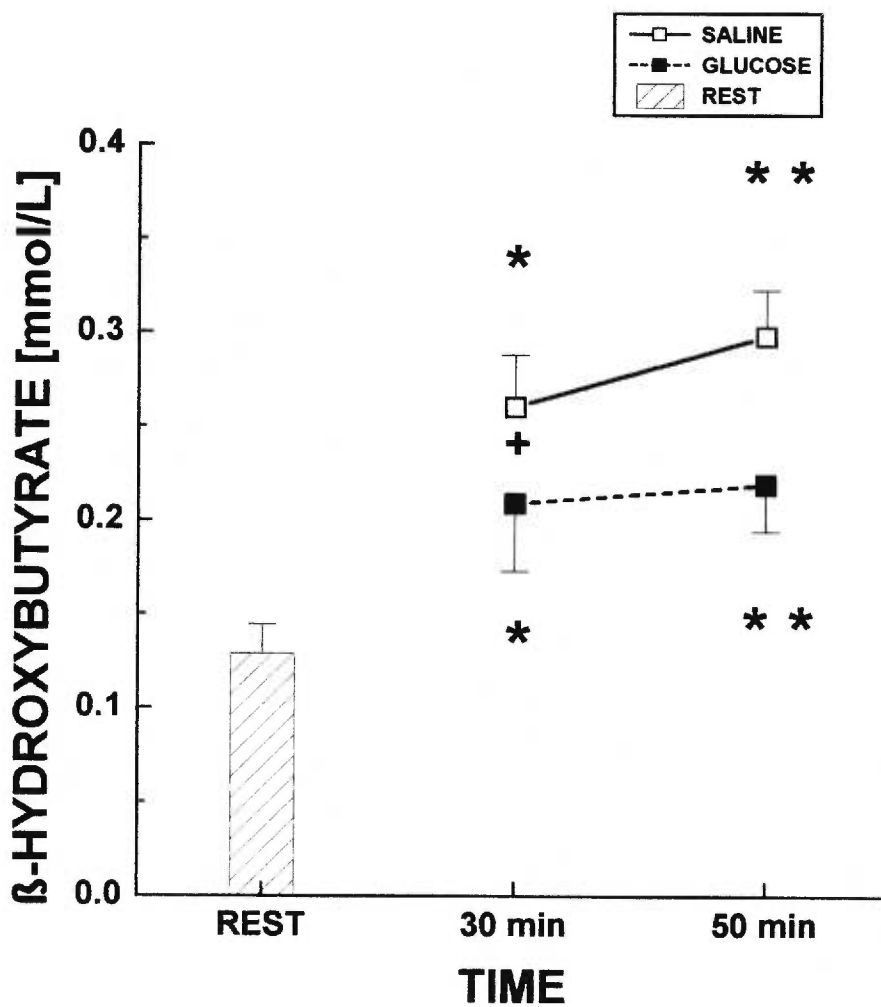 SALINE
GLUCOSE
REST
0.4
0.3
0.2
0.1
0.0
ß-HYDROXYBUTYRATE [mmol/L]
* *
*
+
*
* *
REST 30 min 50 min
TIME